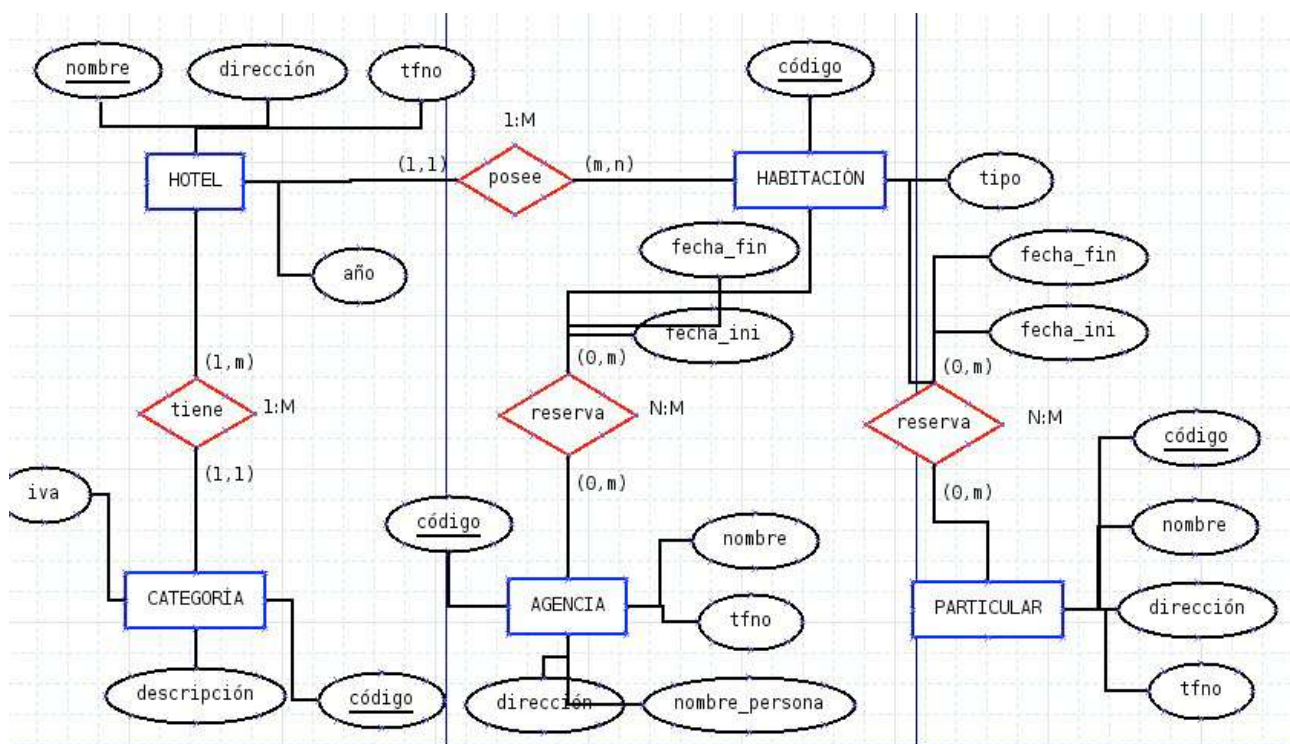 nombre
dirección
tfno
código
1:M
HOTEL
(1,1)
posee
(m,n)
HABITACIÒN
tipo
fecha_fin
fecha_fin
año
fecha_ini
fecha_ini
(1,m)
(0,m)
(0,m)
tiene
1:M
reserva
N:M
reserva
N:M
código
(1,1)
(0,m)
(0,m)
iva
código
nombre
nombre
CATEGORÍA
AGENCIA
PARTICULAR
dirección
tfno
descripción
código
dirección
nombre_persona
tfno